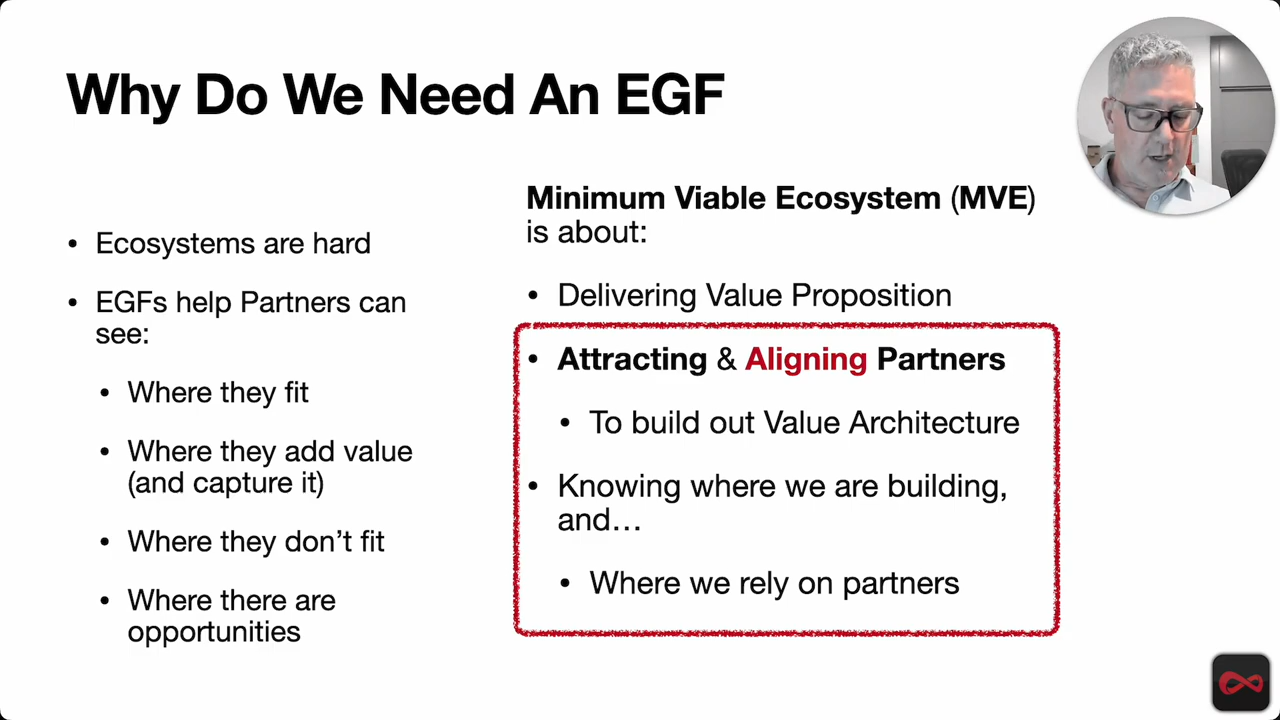 Why Do We Need An EGF
• Ecosystems are hard
• EGFs help Partners can
see:
• Where they fit
• Where they add value
(and capture it)
• Where they don’t fit
• Where there are
opportunities
Minimum Viable Ecosystem (MVE)
is about:
• Delivering Value Proposition
• Attracting & Aligning Partners
• To build out Value Architecture
• Knowing where we are building,
and…
• Where we rely on partners